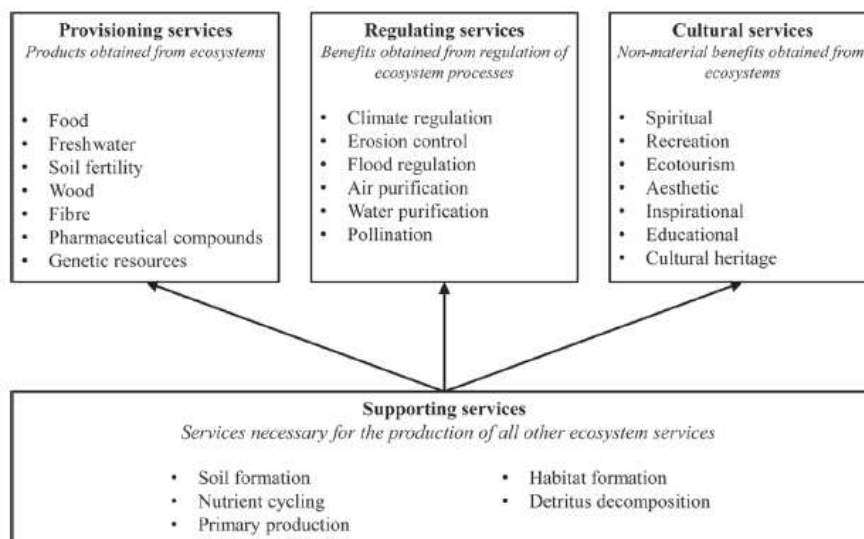 Provisioning services
Products obtained from ecosystems
• Food
• Freshwater
• Soil fertility
• Wood
• Fibre
• Pharmaceutical compounds
• Genetic resources
Regulating services
Benefits obtained from regulation of
ecosystem processes
• Climate regulation
• Erosion control
• Flood regulation
• Air purification
• Water purification
• Pollination
Cultural services
Non-material benefits obtained from
ecosystems
• Spiritual
• Recreation
• Ecotourism
• Aesthetic
• Inspirational
• Educational
• Cultural heritage
Supporting services
Services necessary for the production of all other ecosystem services
• Soil formation
• Nutrient cycling
• Primary production
• Habitat formation
• Detritus decomposition